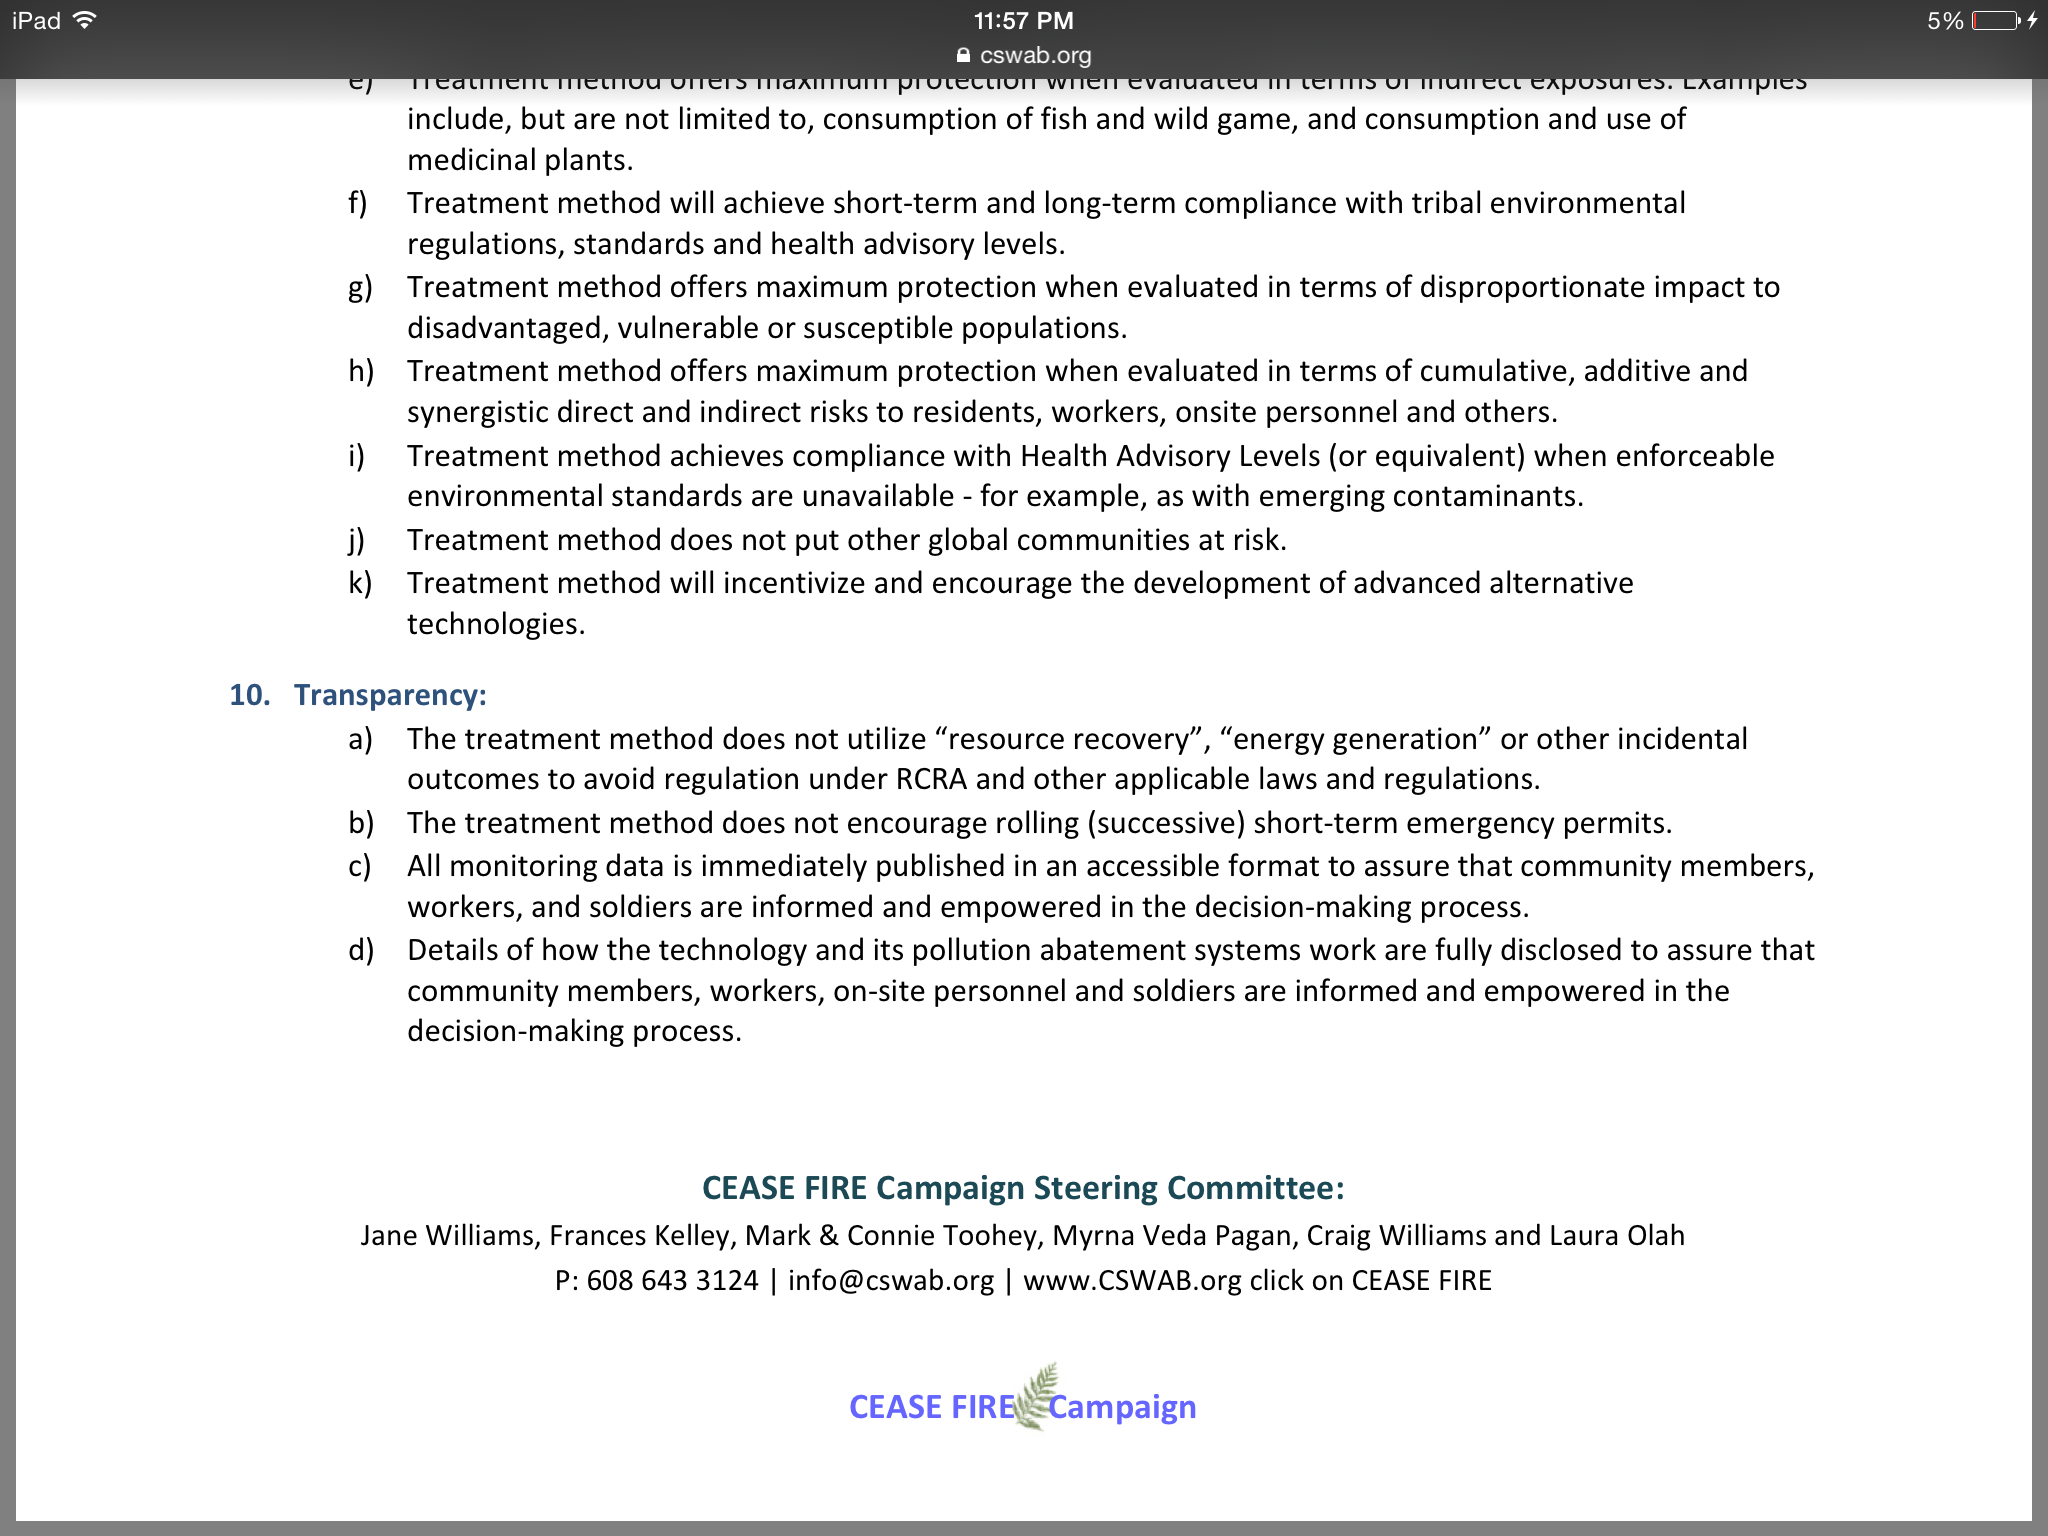 iPad
11:57 PM
5%
cswab.org
e) Treatment method offers maximum protection when evaluated in terms of indirect exposures. Examples
include, but are not limited to, consumption of fish and wild game, and consumption and use of
medicinal plants.
f) Treatment method will achieve short-term and long-term compliance with tribal environmental
regulations, standards and health advisory levels.
g) Treatment method offers maximum protection when evaluated in terms of disproportionate impact to
disadvantaged, vulnerable or susceptible populations.
h) Treatment method offers maximum protection when evaluated in terms of cumulative, additive and
synergistic direct and indirect risks to residents, workers, onsite personnel and others.
i) Treatment method achieves compliance with Health Advisory Levels (or equivalent) when enforceable
environmental standards are unavailable - for example, as with emerging contaminants.
j) Treatment method does not put other global communities at risk.
k) Treatment method will incentivize and encourage the development of advanced alternative
technologies.
10. Transparency:
a) The treatment method does not utilize “resource recovery”, “energy generation” or other incidental
outcomes to avoid regulation under RCRA and other applicable laws and regulations.
b) The treatment method does not encourage rolling (successive) short-term emergency permits.
c) All monitoring data is immediately published in an accessible format to assure that community members,
workers, and soldiers are informed and empowered in the decision-making process.
d) Details of how the technology and its pollution abatement systems work are fully disclosed to assure that
community members, workers, on-site personnel and soldiers are informed and empowered in the
decision-making process.
CEASE FIRE Campaign Steering Committee:
Jane Williams, Frances Kelley, Mark & Connie Toohey, Myrna Veda Pagan, Craig Williams and Laura Olah
P: 608 643 3124 | info@cswab.org | www.CSWAB.org click on CEASE FIRE
CEASE FIRE Campaign